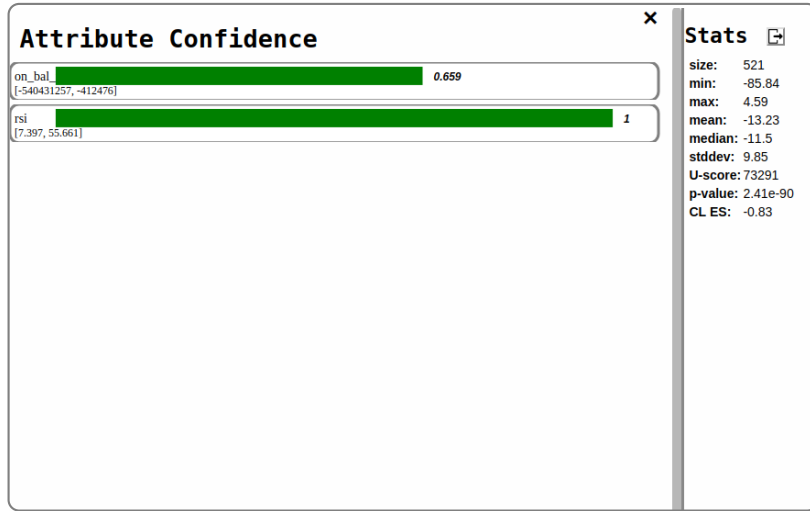 ✕
Attribute Confidence
on_bal_ 0.659
[-540431257, -412476]
rsi 1
[7.397, 55.661]
Stats
size: 521
min: -85.84
max: 4.59
mean: -13.23
median: -11.5
stddev: 9.85
U-score: 73291
p-value: 2.41e-90
CL ES: -0.83